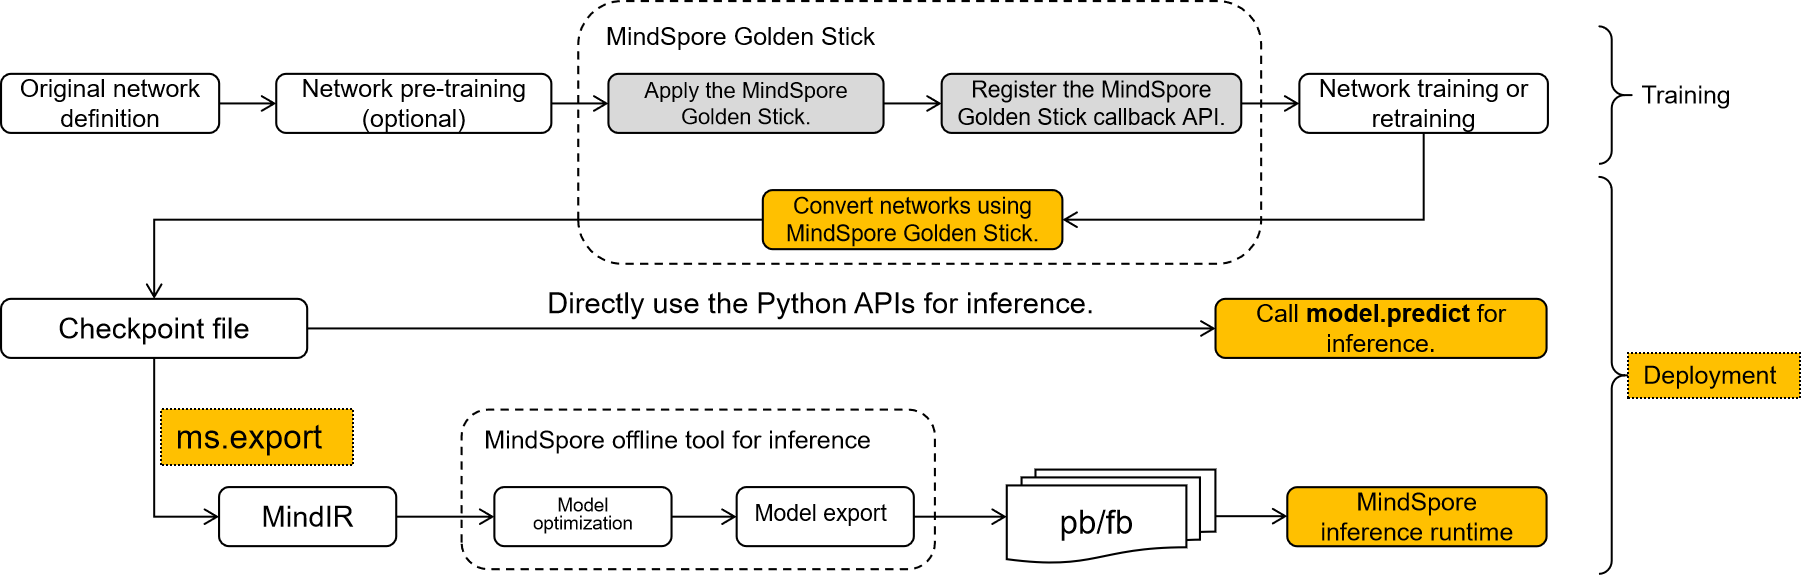 MindSpore Golden Stick
Original network
definition
Network pre-training
(optional)
Apply the MindSpore
Golden Stick.
Register the MindSpore
Golden Stick callback API.
Network training or
retraining
Training
Convert networks using
MindSpore Golden Stick.
Checkpoint file
Directly use the Python APIs for inference.
Call model.predict for
inference.
Deployment
ms.export
MindSpore offline tool for inference
MindIR
Model
optimization
Model export
pb/fb
MindSpore
inference runtime